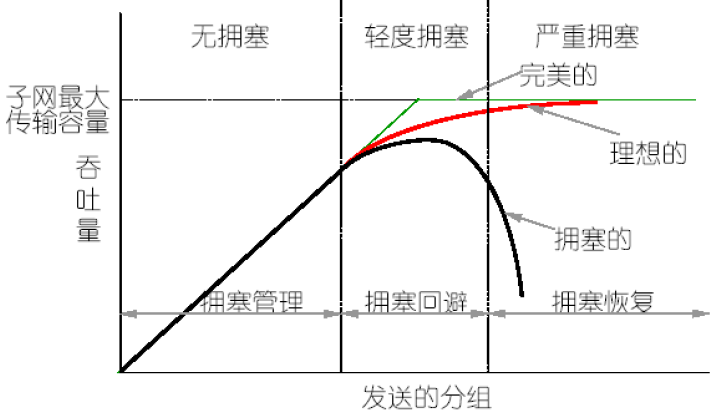 无拥塞
轻度拥塞
严重拥塞
完美的
子网最大
传输容量
理想的
吞
吐
量
拥塞的
拥塞管理
拥塞回避
拥塞恢复
发送的分组